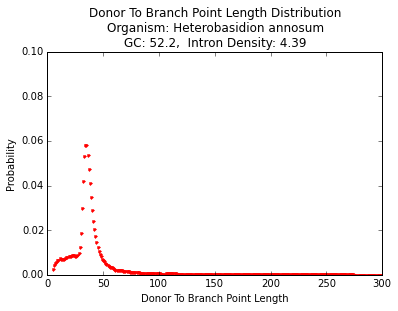 Donor To Branch Point Length Distribution
Organism: Heterobasidion annosum
GC: 52.2,  Intron Density: 4.39
0.10
0.08
0.06
0.04
0.02
0.00
Probability
0 50 100 150 200 250 300
Donor To Branch Point Length